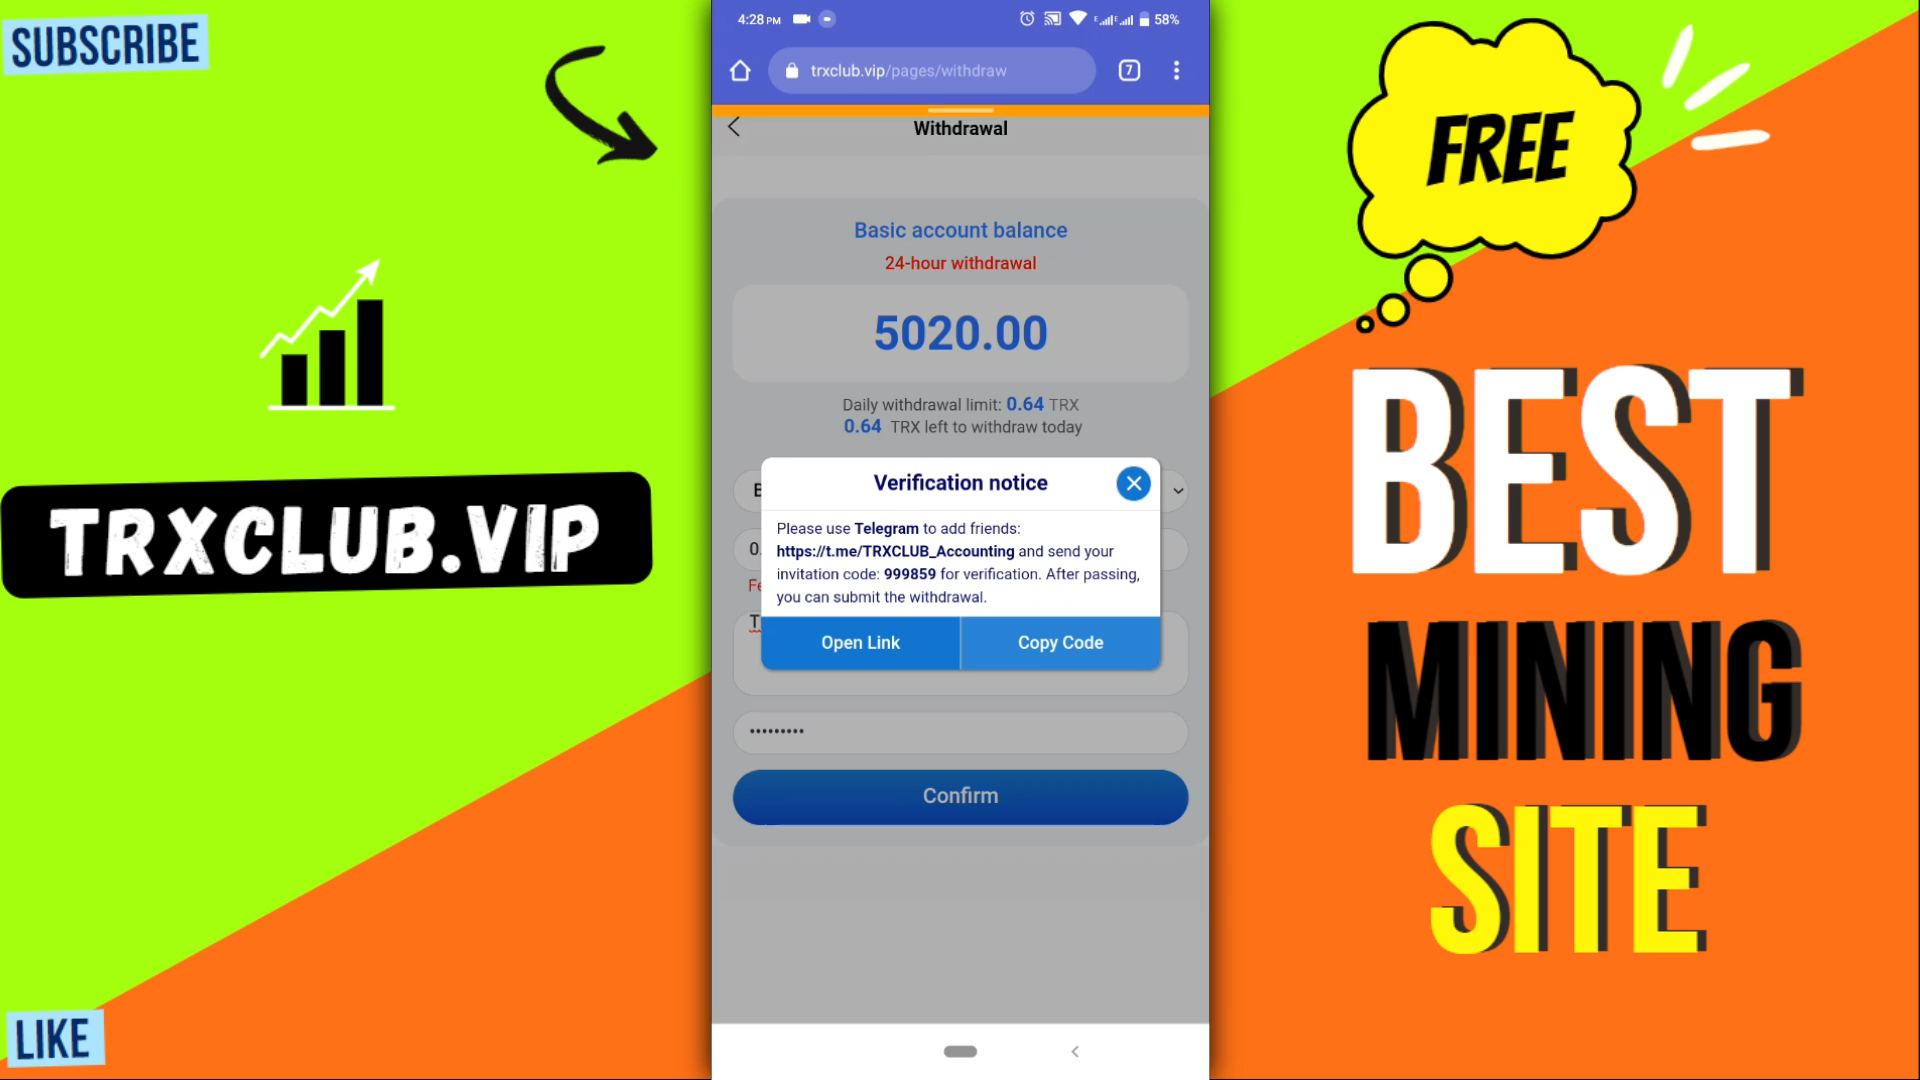 SUBSCRIBE
TRXCLUB.VIP
LIKE
4:28 PM
58%
trxclub.vip/pages/withdraw
7
Withdrawal
Basic account balance
24-hour withdrawal
5020.00
Daily withdrawal limit: 0.64 TRX
0.64 TRX left to withdraw today
Verification notice
Please use Telegram to add friends:
https://t.me/TRXCLUB_Accounting and send your
invitation code: 999859 for verification. After passing,
you can submit the withdrawal.
Open Link
Copy Code
Confirm
FREE
BEST
MINING
SITE